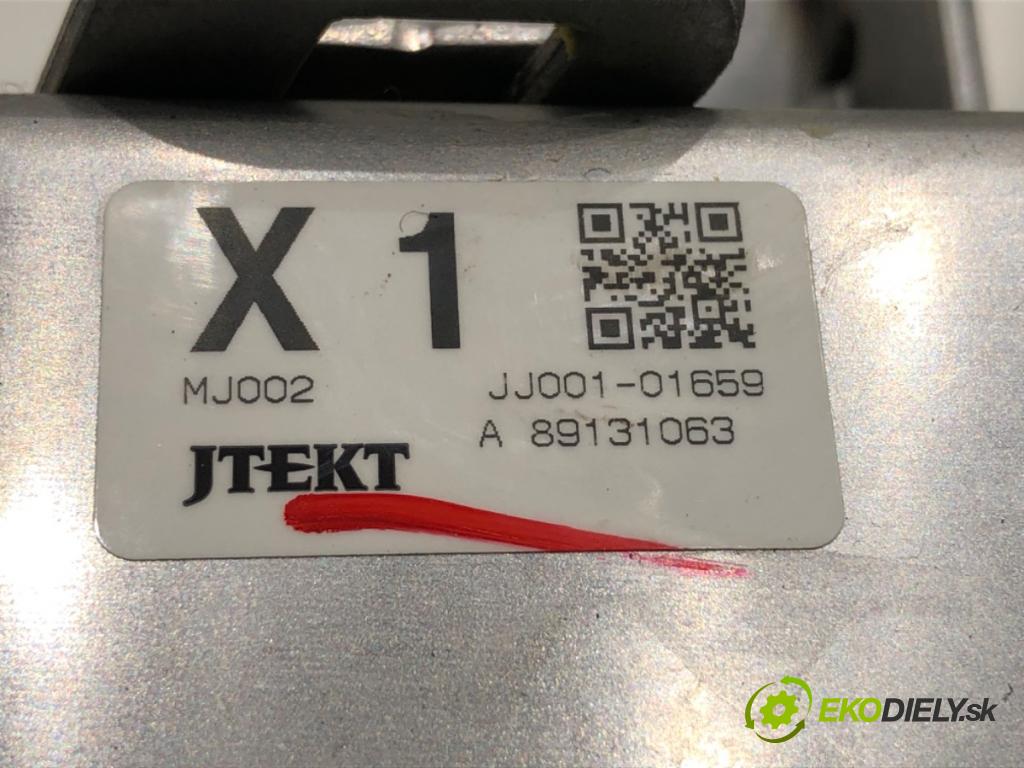 X 1
MJ002 JJ001-01659
A 89131063
JTEKT
EKODIELY.sk